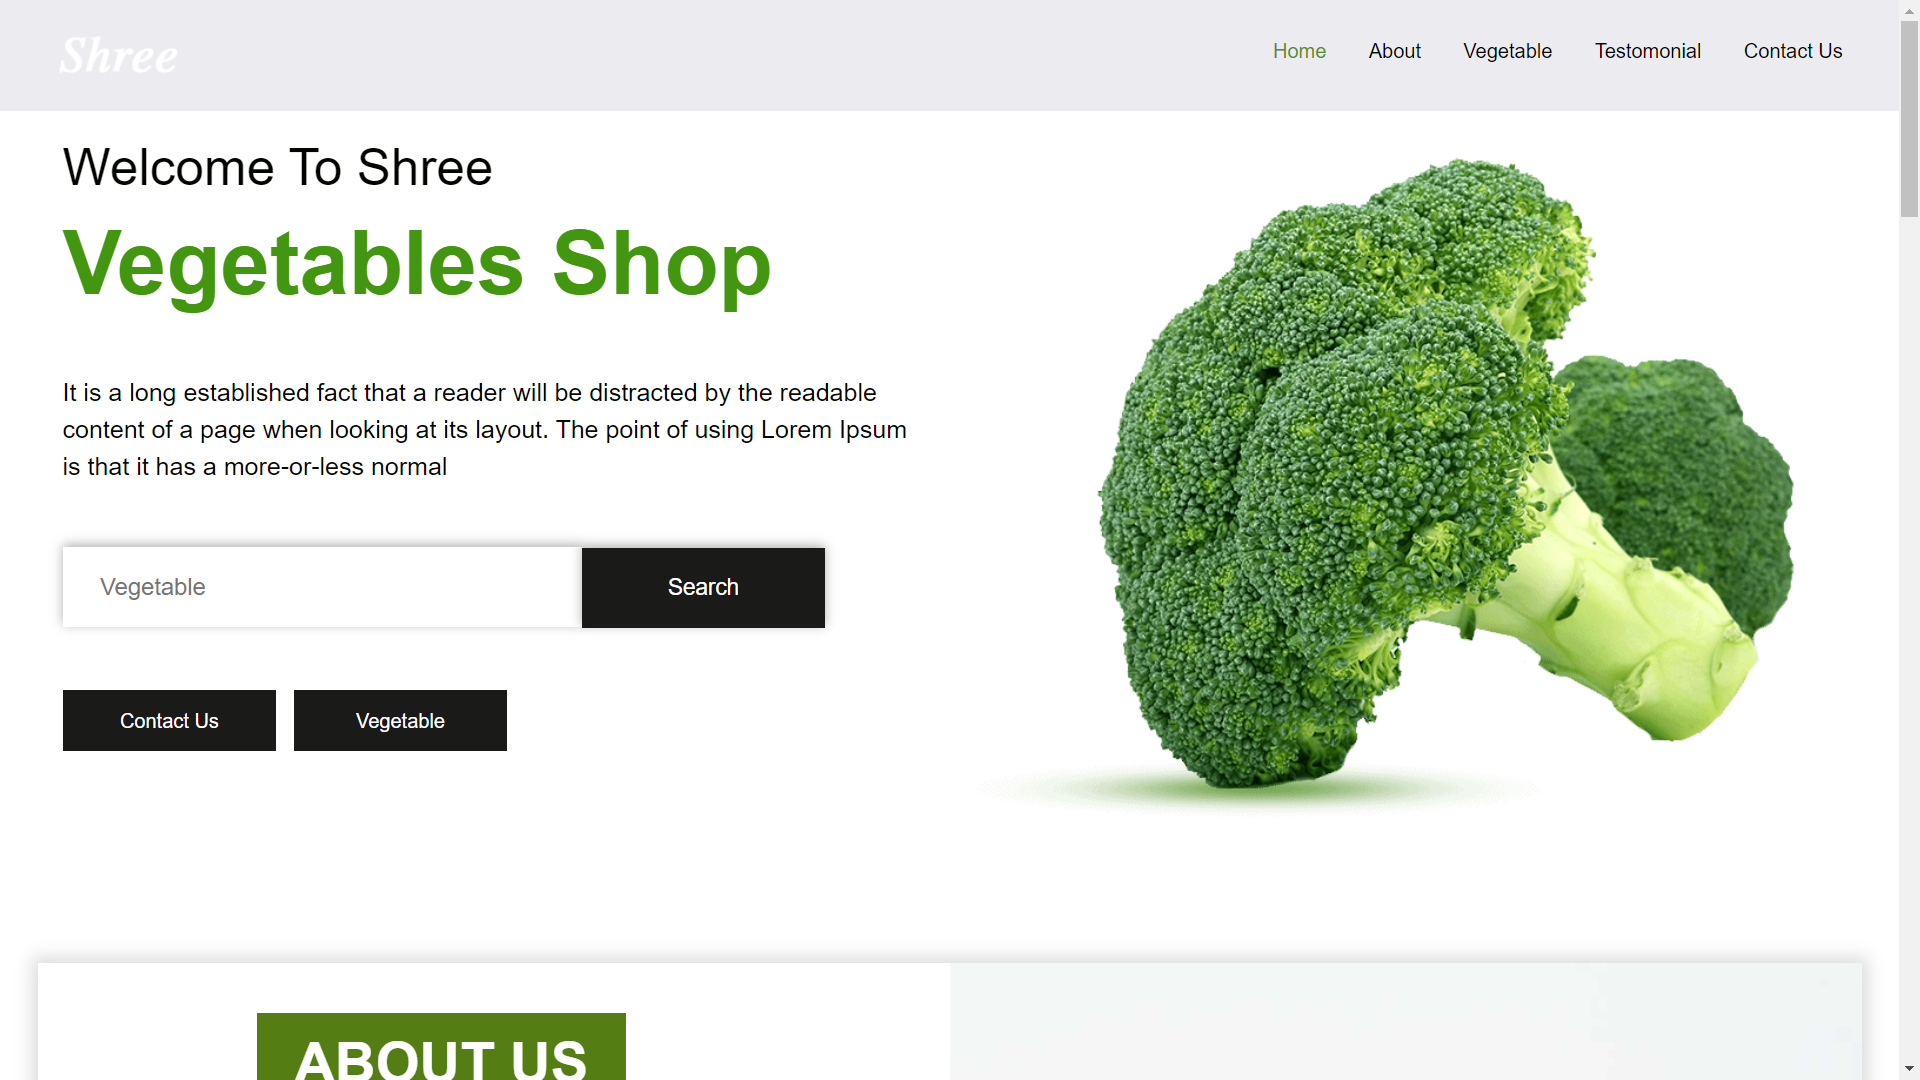 Shree
Home About Vegetable Testomonial Contact Us
Welcome To Shree
Vegetables Shop
It is a long established fact that a reader will be distracted by the readable
content of a page when looking at its layout. The point of using Lorem Ipsum
is that it has a more-or-less normal
Vegetable
Search
Contact Us
Vegetable
ABOUT US